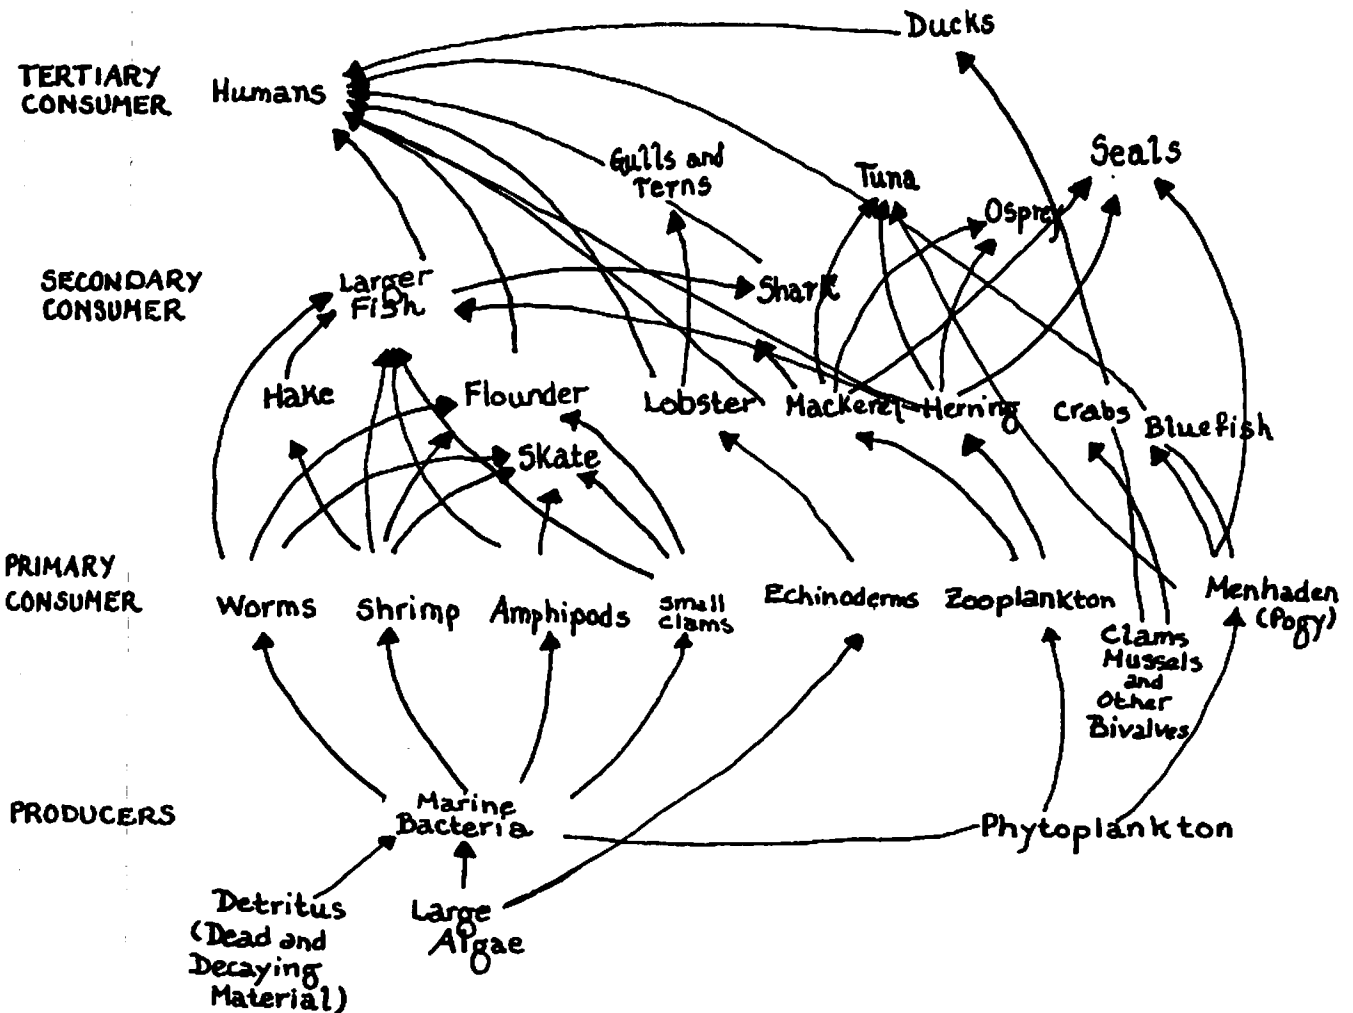 Ducks
TERTIARY
CONSUMER
Humans
Gulls and
Terns
Tuna
Seals
Osprey
SECONDARY
CONSUMER
Larger
Fish
Shark
Hake
Flounder
Skate
Lobster
Mackerel
Herring
Crabs
Bluefish
PRIMARY
CONSUMER
Worms
Shrimp
Amphipods
Small
Clams
Echinoderms
Zooplankton
Menhaden
(Pogy)
Clams
Mussels
and
Other
Bivalves
PRODUCERS
Marine
Bacteria
Phytoplankton
Detritus
(Dead and
Decaying
Material)
Large
Algae